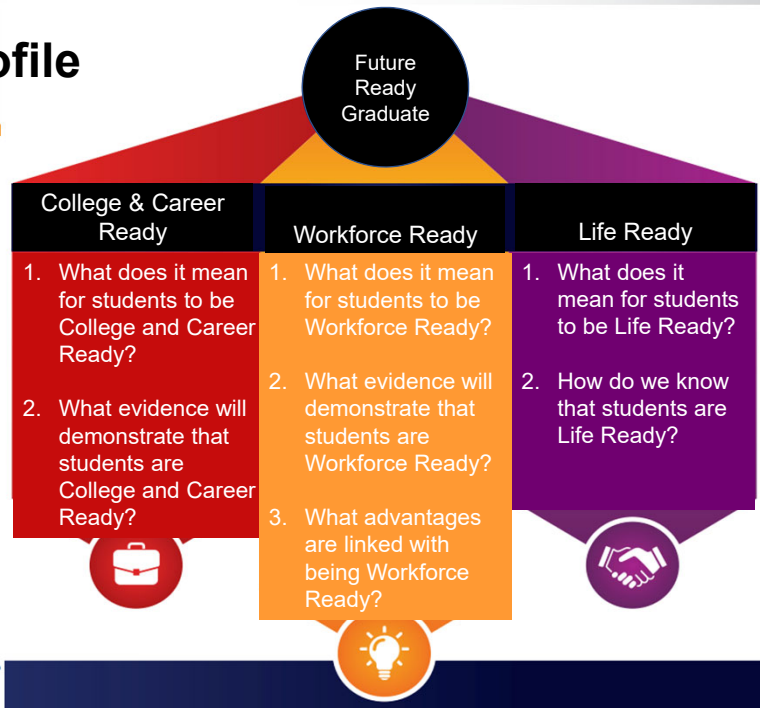 ofile
Future
Ready
Graduate
College & Career
Ready
1. What does it mean
for students to be
College and Career
Ready?
2. What evidence will
demonstrate that
students are
College and Career
Ready?
Workforce Ready
1. What does it mean
for students to be
Workforce Ready?
2. What evidence will
demonstrate that
students are
Workforce Ready?
3. What advantages
are linked with
being Workforce
Ready?
Life Ready
1. What does it
mean for students
to be Life Ready?
2. How do we know
that students are
Life Ready?